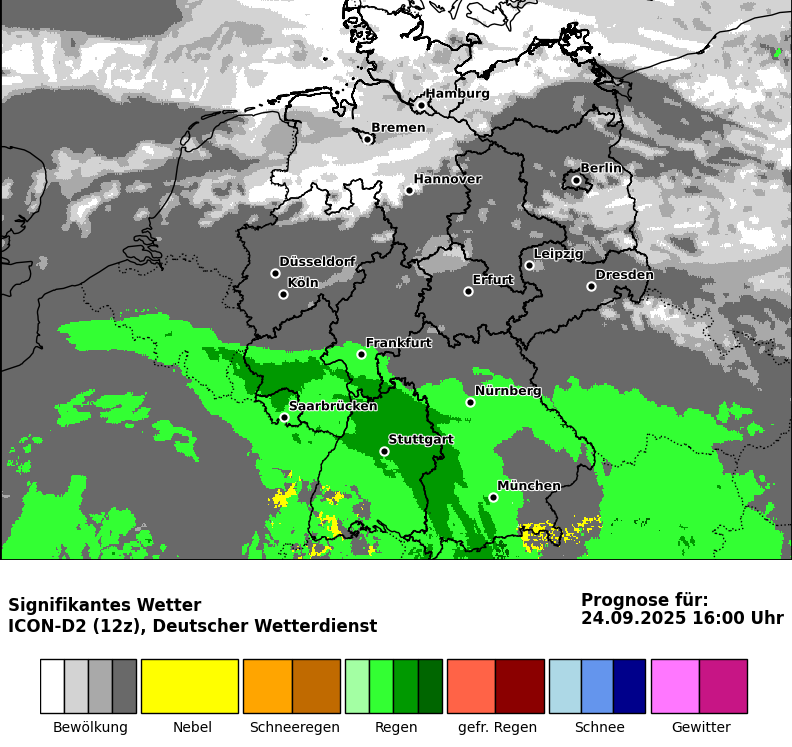 Hamburg
Bremen
Berlin
Hannover
Düsseldorf
Leipzig
Köln
Erfurt
Dresden
Frankfurt
Nürnberg
Saarbrücken
Stuttgart
München
Signifikantes Wetter
ICON-D2 (12z), Deutscher Wetterdienst
Prognose für:
24.09.2025 16:00 Uhr
Bewölkung
Nebel
Schneeregen
Regen
gefr. Regen
Schnee
Gewitter